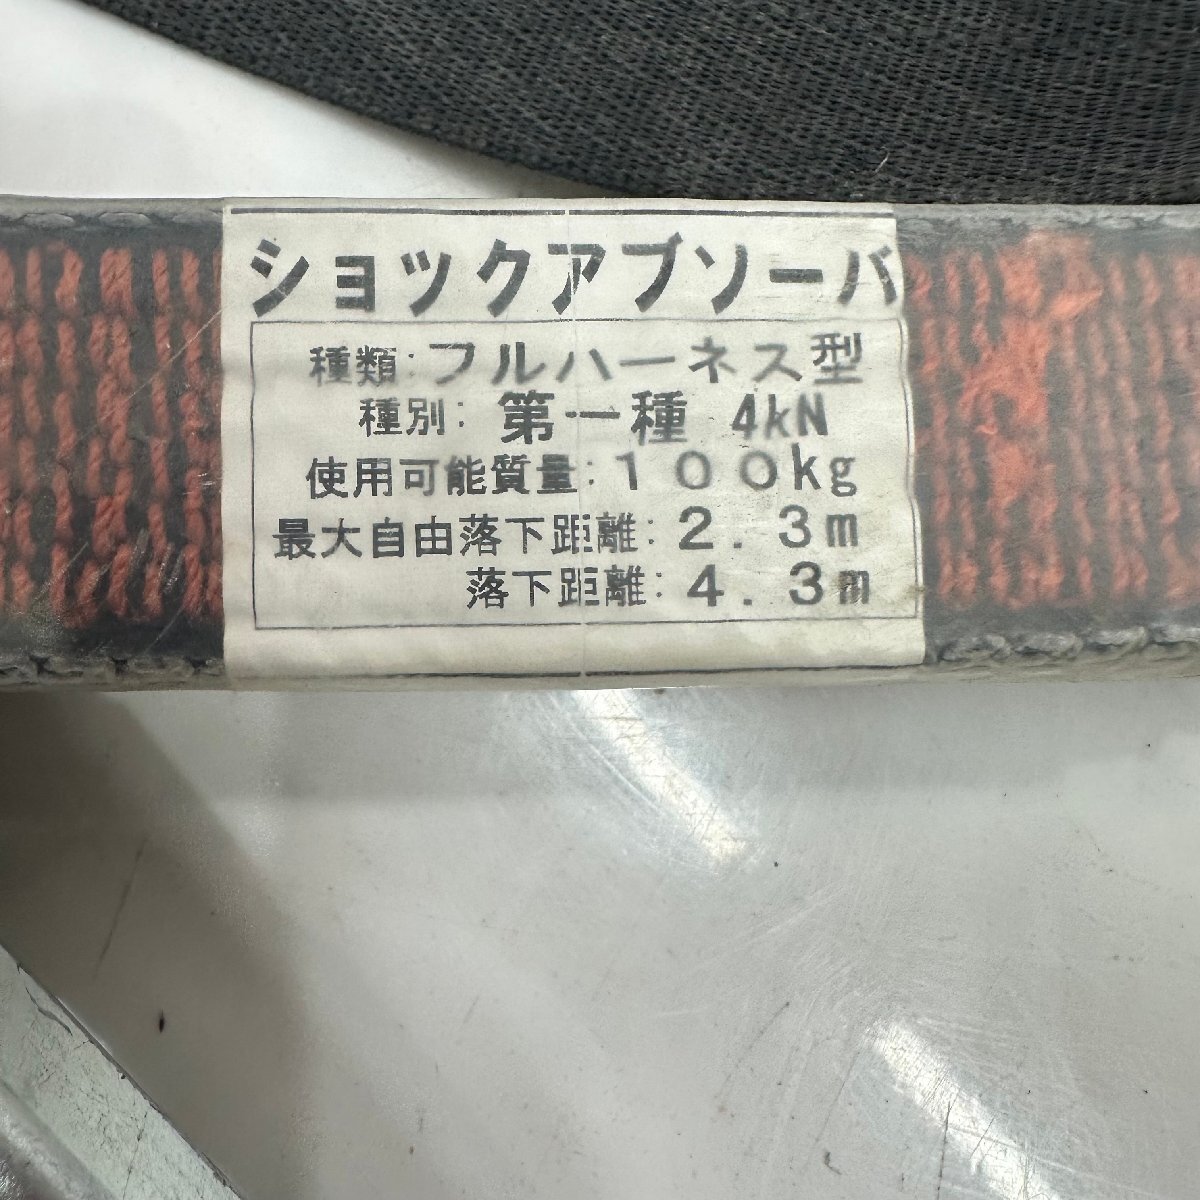 ショックアブソーバ
種類:フルハーネス型
種別:第一種 4kN
使用可能質量:100kg
最大自由落下距離:2.3m
落下距離:4.3m